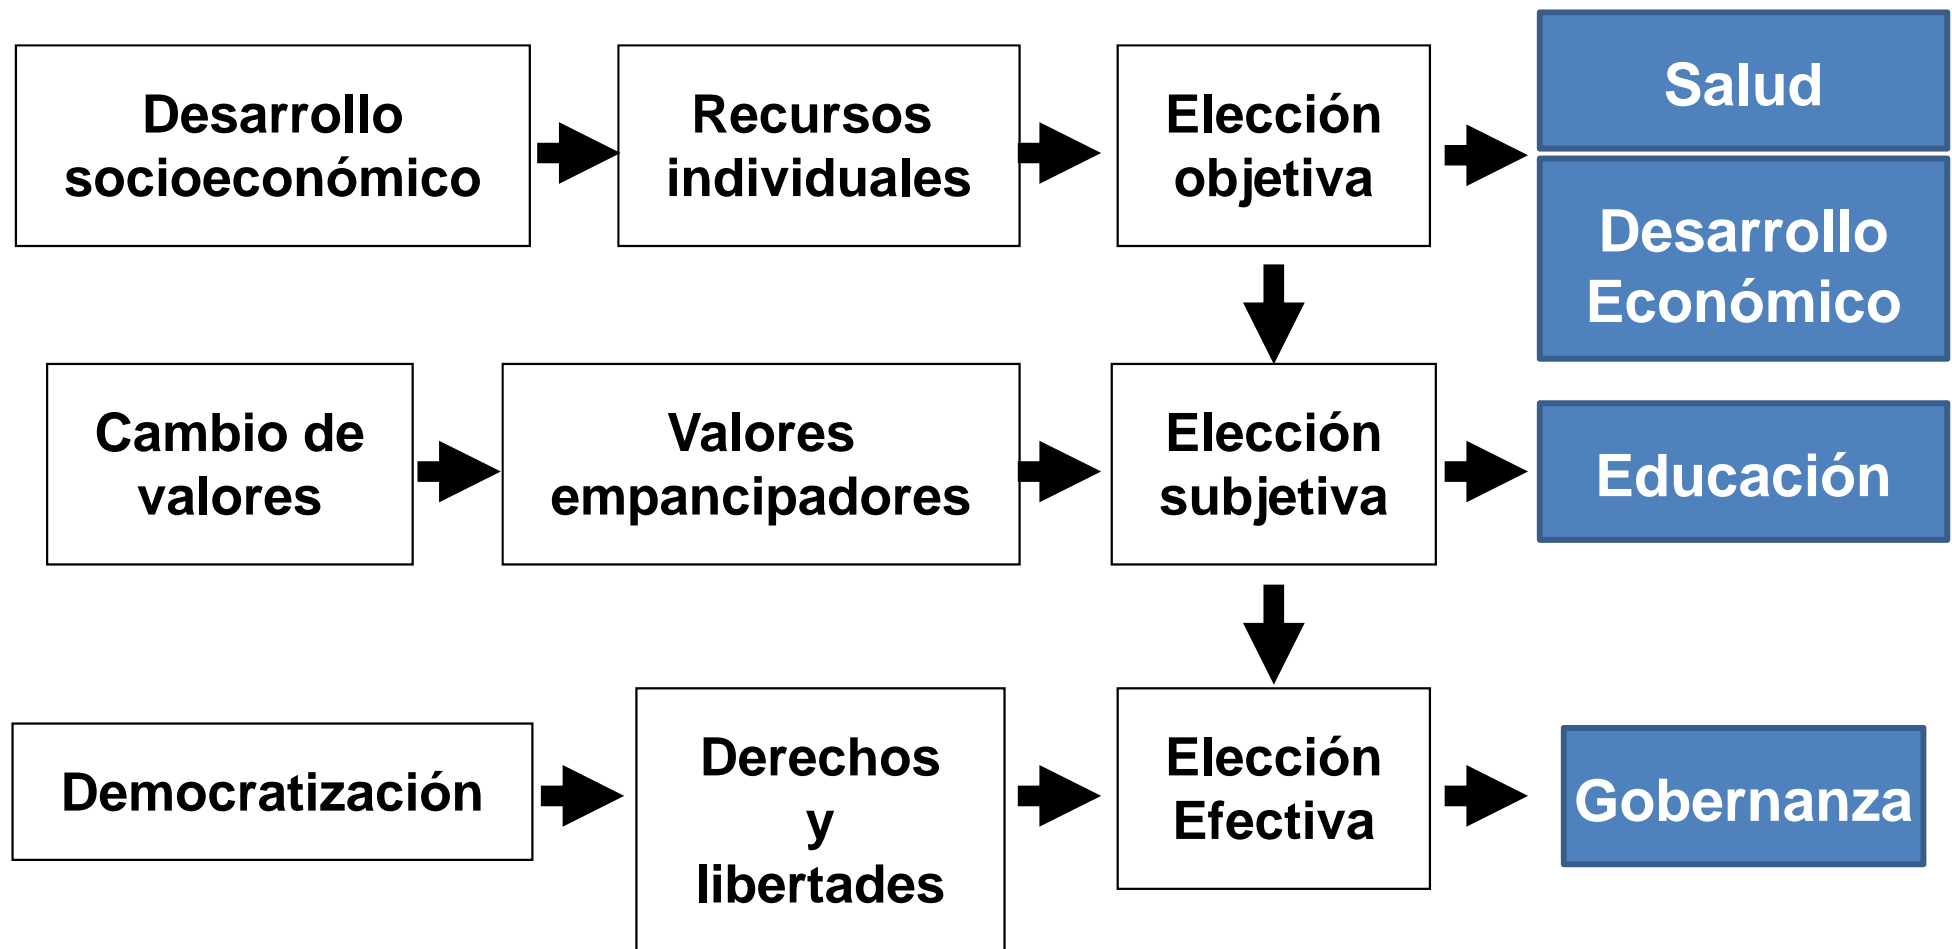 Desarrollo
socioeconómico
Recursos
individuales
Elección
objetiva
Salud
Desarrollo
Económico
Cambio de
valores
Valores
empancipadores
Elección
subjetiva
Educación
Democratización
Derechos
y
libertades
Elección
Efectiva
Gobernanza